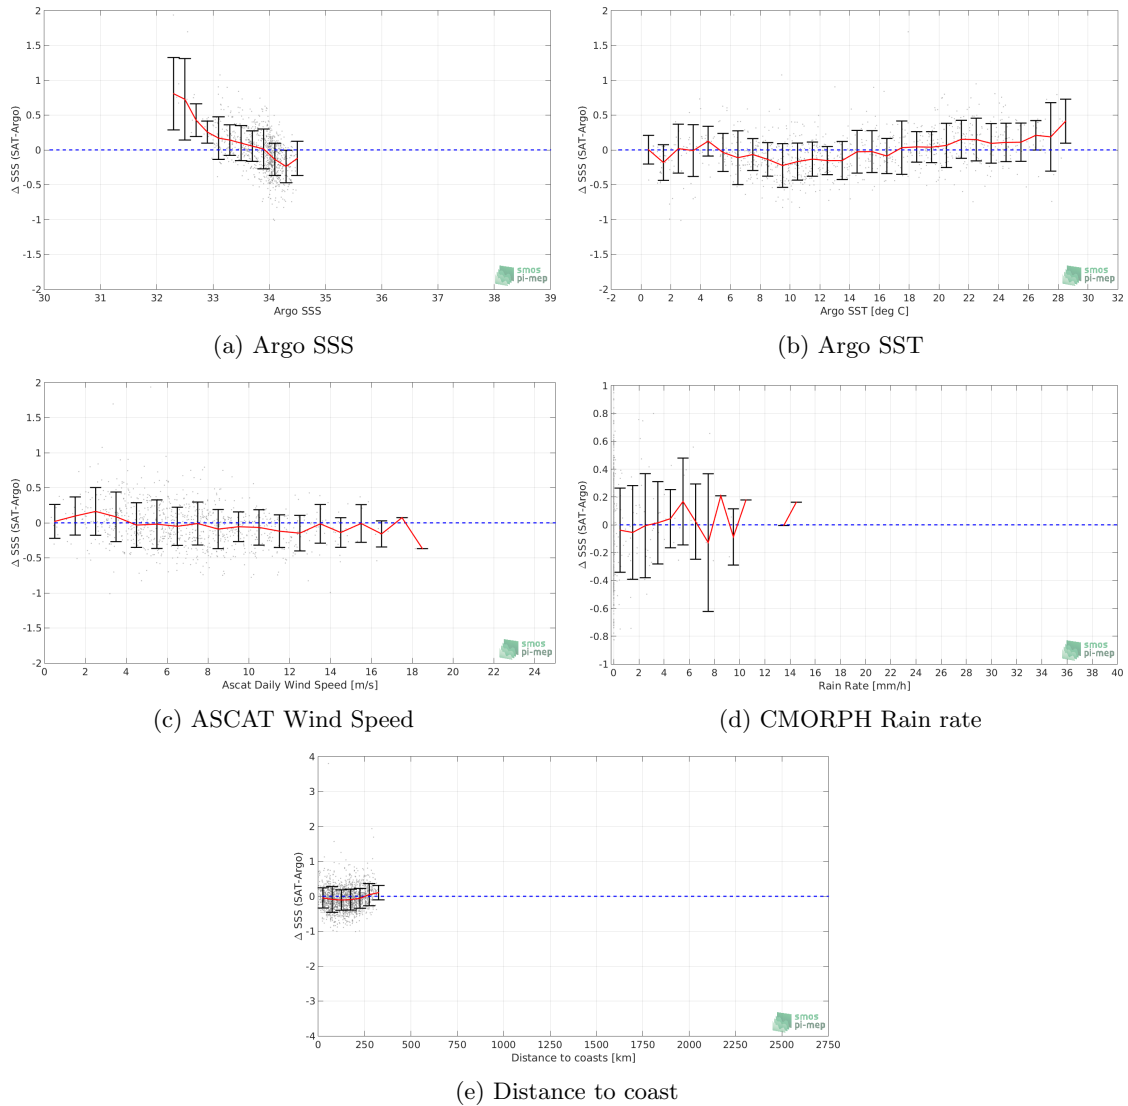 2
1.5
1
0.5
0
-0.5
-1
-1.5
-2
Δ SSS (SAT-Argo)
30 31 32 33 34 35 36 37 38 39
Argo SSS
smos
pi-mep
(a) Argo SSS
2
1.5
1
0.5
0
-0.5
-1
-1.5
-2
Δ SSS (SAT-Argo)
-2 0 2 4 6 8 10 12 14 16 18 20 22 24 26 28 30 32
Argo SST [deg C]
smos
pi-mep
(b) Argo SST
2
1.5
1
0.5
0
-0.5
-1
-1.5
-2
Δ SSS (SAT-Argo)
0 2 4 6 8 10 12 14 16 18 20 22 24
Ascat Daily Wind Speed [m/s]
smos
pi-mep
(c) ASCAT Wind Speed
1
0.8
0.6
0.4
0.2
0
-0.2
-0.4
-0.6
-0.8
-1
Δ SSS (SAT-Argo)
0 2 4 6 8 10 12 14 16 18 20 22 24 26 28 30 32 34 36 38 40
Rain Rate [mm/h]
smos
pi-mep
(d) CMORPH Rain rate
4
3
2
1
0
-1
-2
-3
-4
Δ SSS (SAT-Argo)
0 250 500 750 1000 1250 1500 1750 2000 2250 2500 2750
Distance to coasts [km]
smos
pi-mep
(e) Distance to coast